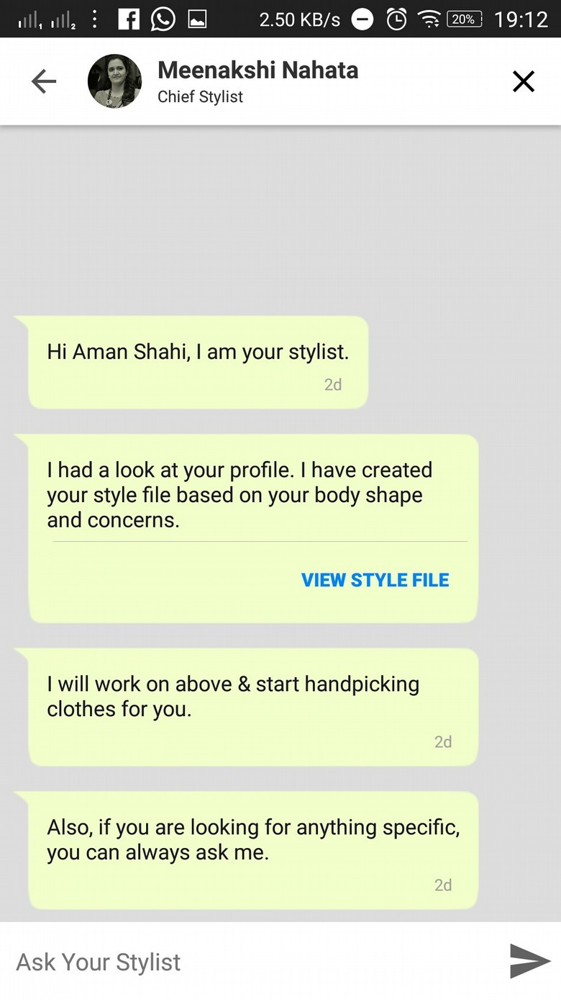 2.50 KB/s 20% 19:12
Meenakshi Nahata
Chief Stylist
Hi Aman Shahi, I am your stylist.
2d
I had a look at your profile. I have created
your style file based on your body shape
and concerns.
VIEW STYLE FILE
I will work on above & start handpicking
clothes for you.
2d
Also, if you are looking for anything specific,
you can always ask me.
2d
Ask Your Stylist